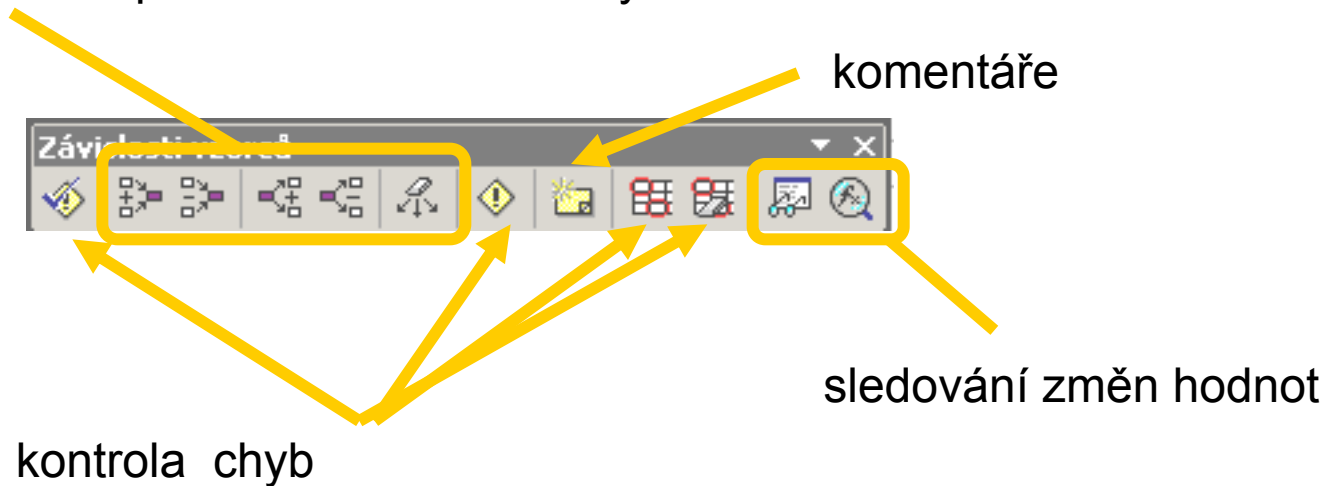 komentáře
Závislosti vzorců
sledování změn hodnot
kontrola chyb